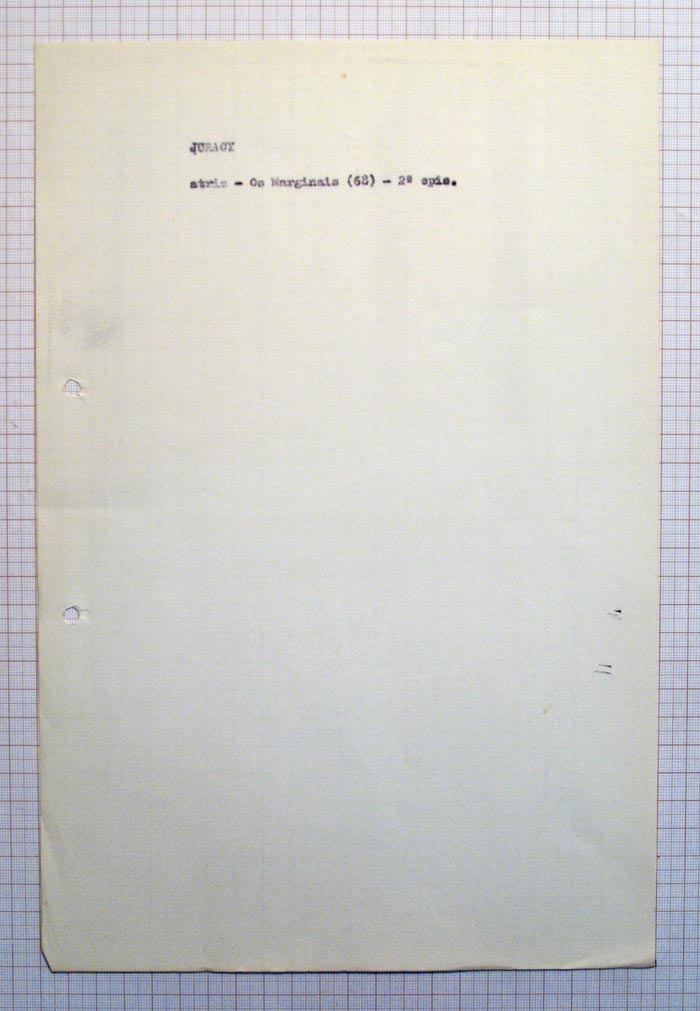 JURACY
atriz - Os Marginais (68) - 2º epis.